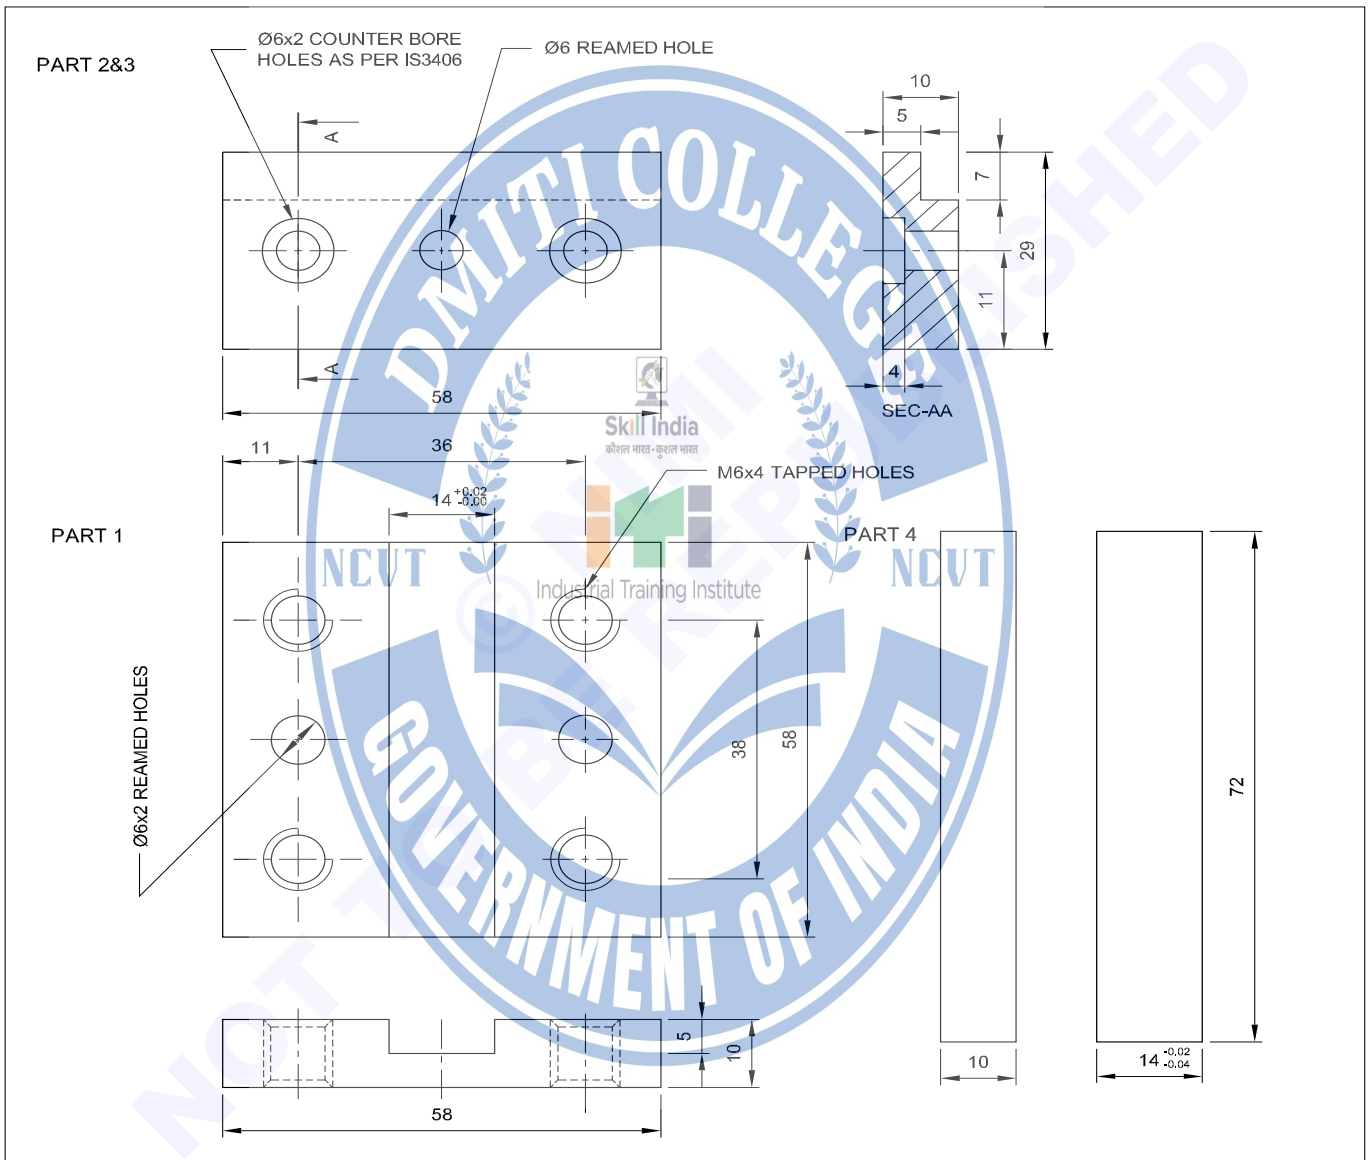 PART 2&3
Ø6x2 COUNTER BORE
HOLES AS PER IS3406
Ø6 REAMED HOLE
A
A
58
10
5
7
29
11
4
SEC-AA
DMITI COLLEGE
Skill India
कौशल भारत - कुशल भारत
iTi
Industrial Training Institute
NCVT
NCVT
GOVERNMENT OF INDIA
© NIMI
NOT TO BE REPUBLISHED
PART 1
11
36
14 +0.02 -0.00
M6x4 TAPPED HOLES
Ø6x2 REAMED HOLES
38
58
5
10
58
PART 4
72
10
14 -0.02 -0.04